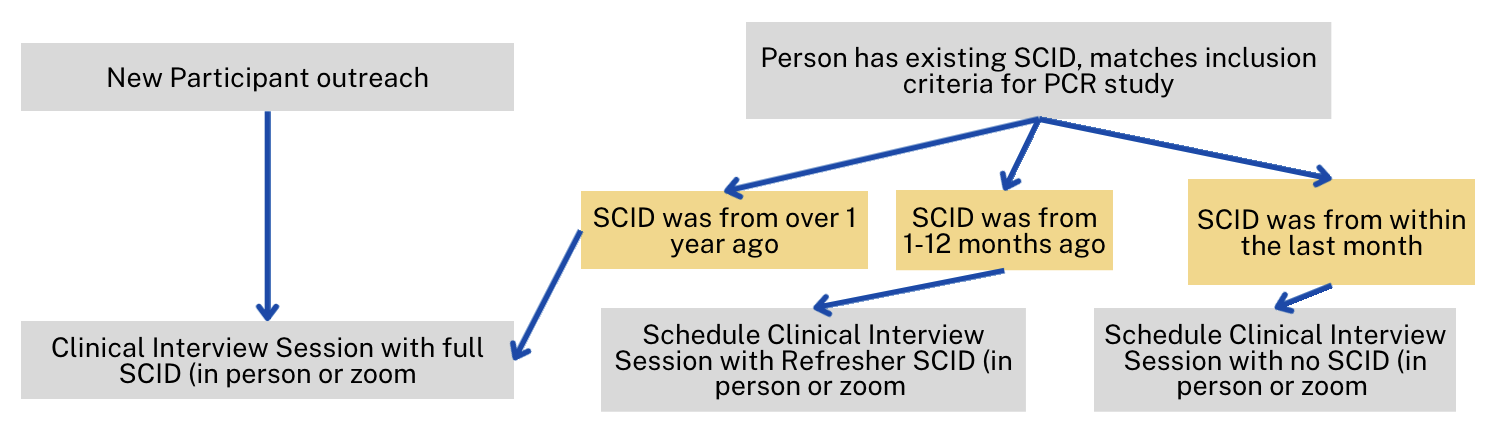 New Participant outreach
Person has existing SCID, matches inclusion
criteria for PCR study
SCID was from over 1
year ago
SCID was from
1-12 months ago
SCID was from within
the last month
Clinical Interview Session with full
SCID (in person or zoom
Schedule Clinical Interview
Session with Refresher SCID (in
person or zoom
Schedule Clinical Interview
Session with no SCID (in
person or zoom